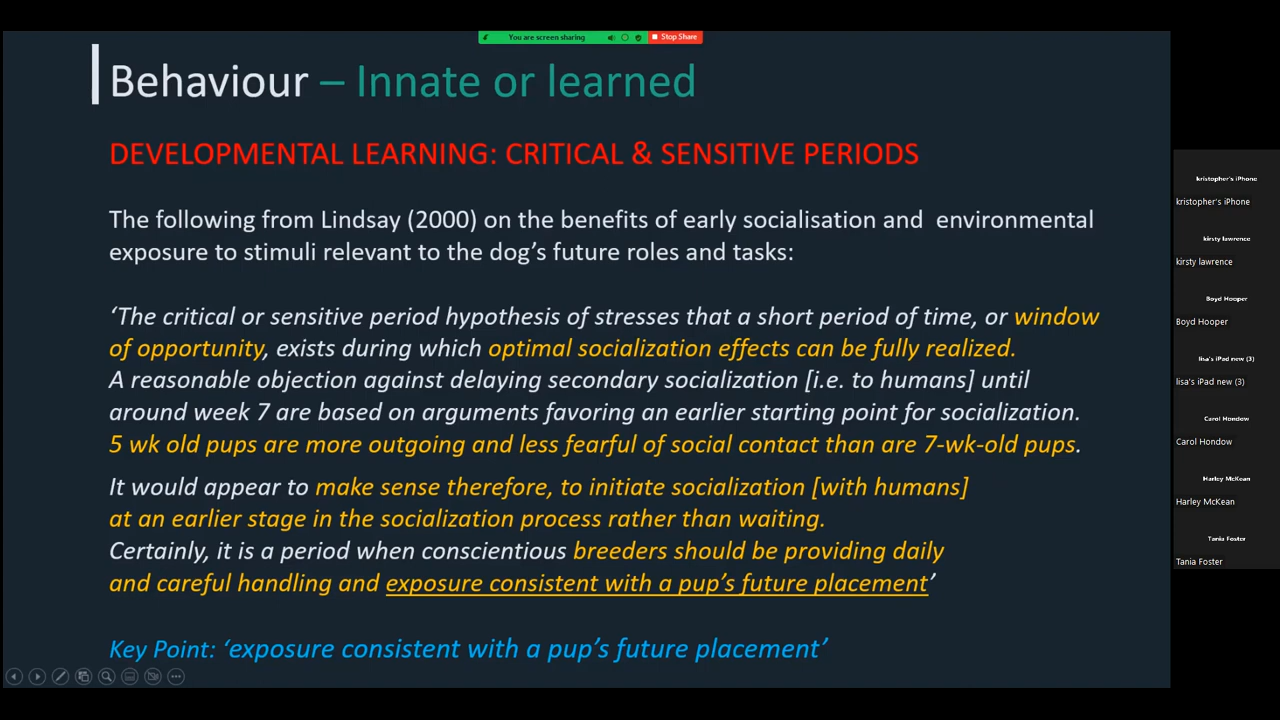 You are screen sharing
Stop Share
Behaviour – Innate or learned
DEVELOPMENTAL LEARNING: CRITICAL & SENSITIVE PERIODS
The following from Lindsay (2000) on the benefits of early socialisation and environmental
exposure to stimuli relevant to the dog's future roles and tasks:
‘The critical or sensitive period hypothesis of stresses that a short period of time, or window
of opportunity, exists during which optimal socialization effects can be fully realized.
A reasonable objection against delaying secondary socialization [i.e. to humans] until
around week 7 are based on arguments favoring an earlier starting point for socialization.
5 wk old pups are more outgoing and less fearful of social contact than are 7-wk-old pups.
It would appear to make sense therefore, to initiate socialization [with humans]
at an earlier stage in the socialization process rather than waiting.
Certainly, it is a period when conscientious breeders should be providing daily
and careful handling and exposure consistent with a pup’s future placement’
Key Point: ‘exposure consistent with a pup’s future placement’
kristopher's iPhone
kristopher's iPhone
kirsty lawrence
kirsty lawrence
Boyd Hooper
Boyd Hooper
lisa's iPad new (3)
lisa's iPad new (3)
Carol Hondow
Carol Hondow
Harley McKean
Harley McKean
Tania Foster
Tania Foster